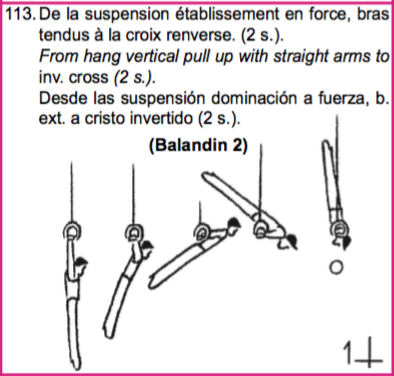 113. De la suspension établissement en force, bras
tendus à la croix renverse. (2 s.).
From hang vertical pull up with straight arms to
inv. cross (2 s.).
Desde las suspensión dominación a fuerza, b.
ext. a cristo invertido (2 s.).
(Balandin 2)
1